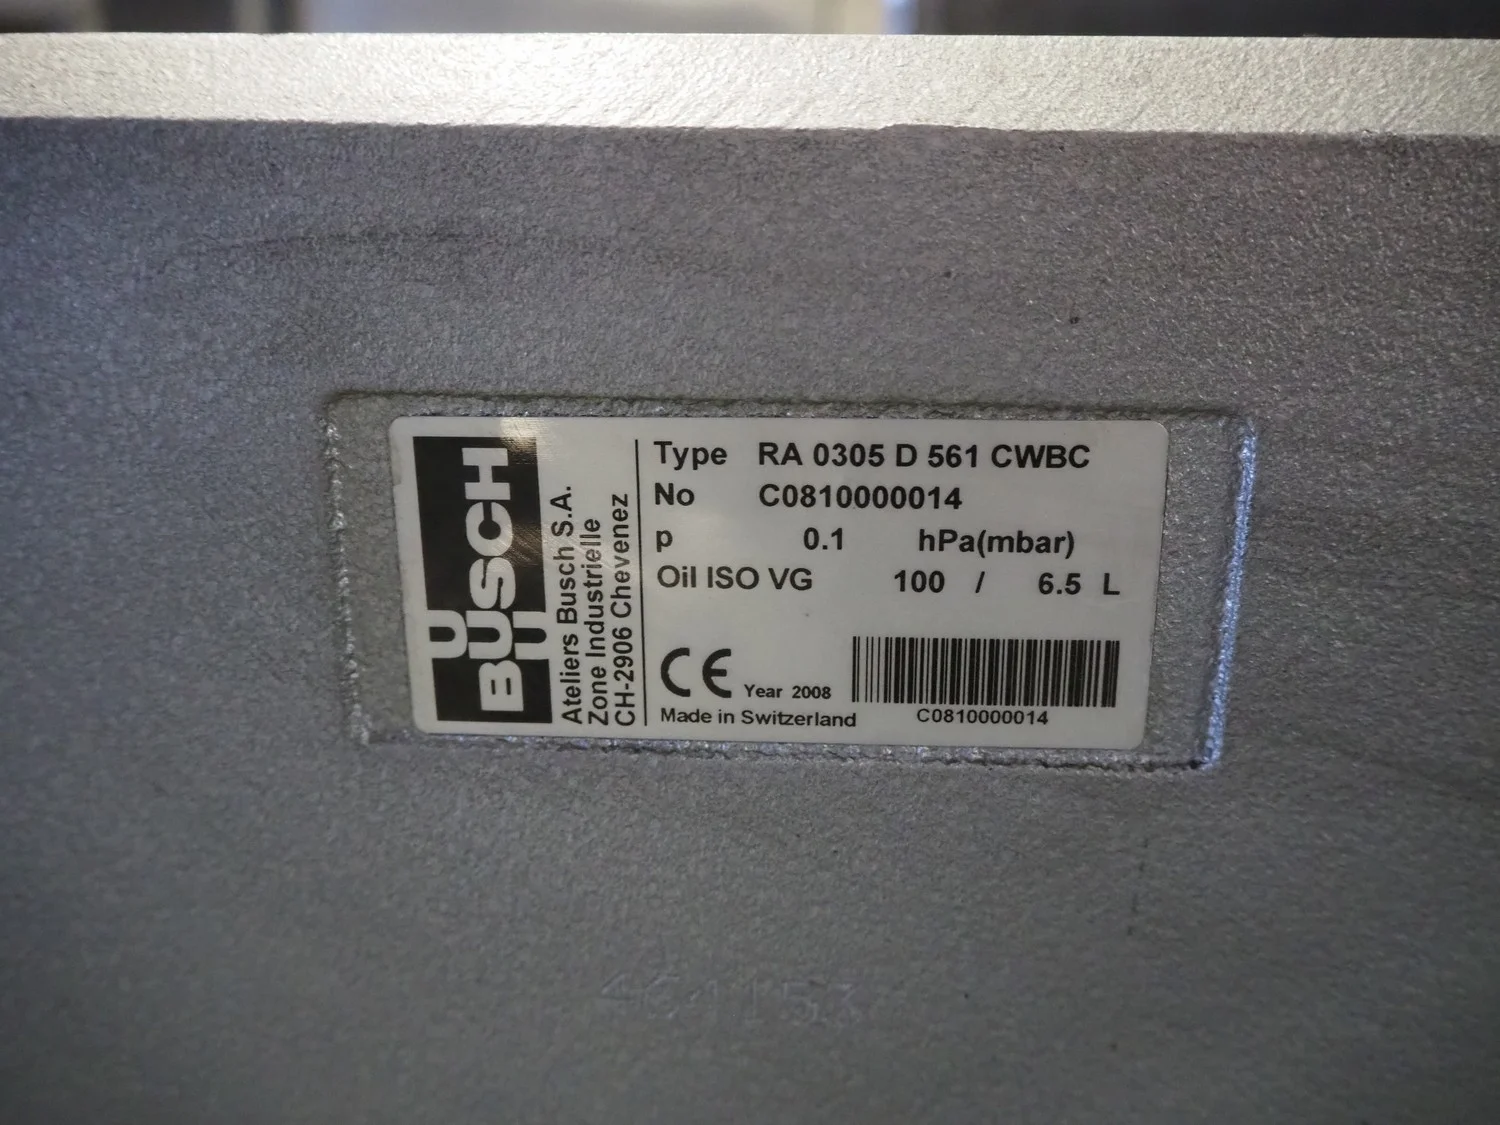 BUSCH
Ateliers Busch S.A.
Zone Industrielle
CH-2906 Chevenez
Type RA 0305 D 561 CWBC
No C0810000014
p 0.1 hPa(mbar)
Oil ISO VG 100 / 6.5 L
CE Year 2008
Made in Switzerland
C0810000014